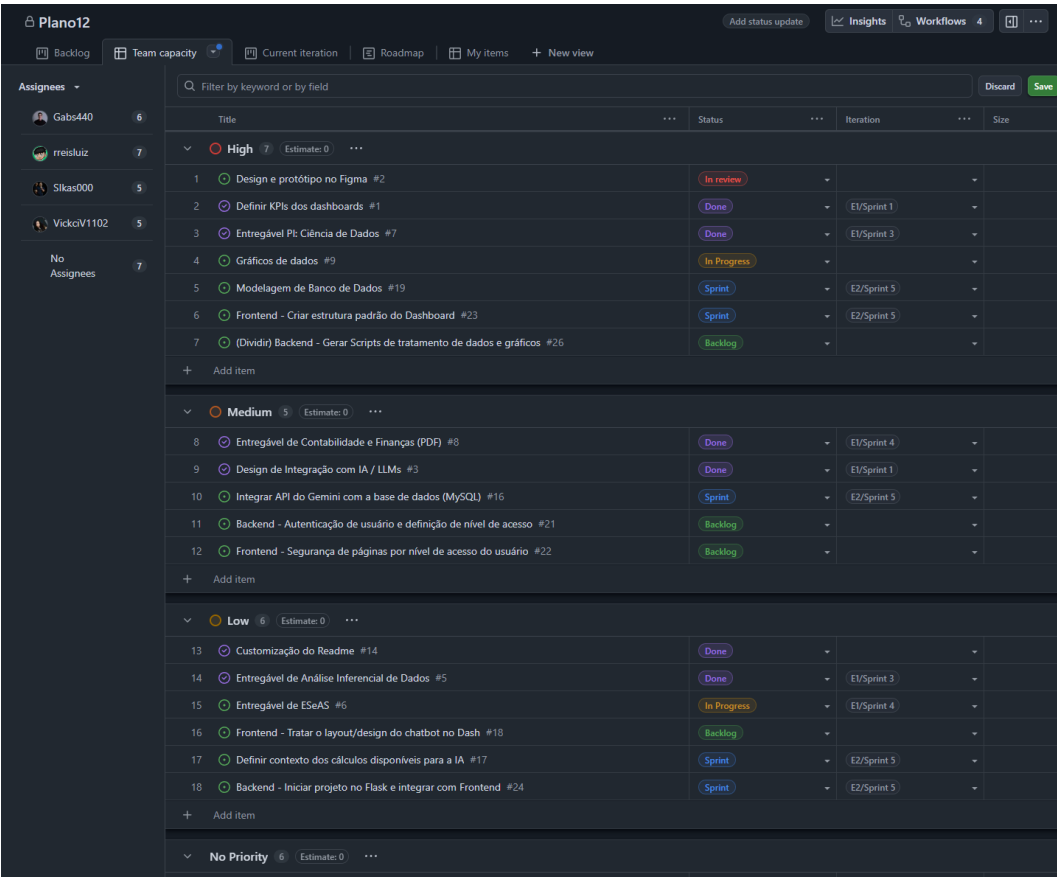 Plano12
Add status update
Insights
Workflows 4
Backlog
Team capacity
Current iteration
Roadmap
My items
New view
Assignees
Gabs440 6
rreisluiz 7
Slkas000 5
VickciV1102 5
No Assignees 7
Filter by keyword or by field
Discard
Save
Title Status Iteration Size
High 7 Estimate: 0
1 Design e protótipo no Figma #2 In review
2 Definir KPIs dos dashboards #1 Done E1/Sprint 1
3 Entregável PI: Ciência de Dados #7 Done E1/Sprint 3
4 Gráficos de dados #9 In Progress
5 Modelagem de Banco de Dados #19 Sprint E2/Sprint 5
6 Frontend - Criar estrutura padrão do Dashboard #23 Sprint E2/Sprint 5
7 (Dividir) Backend - Gerar Scripts de tratamento de dados e gráficos #26 Backlog
Add item
Medium 5 Estimate: 0
8 Entregável de Contabilidade e Finanças (PDF) #8 Done E1/Sprint 4
9 Design de Integração com IA / LLMs #3 Done E1/Sprint 1
10 Integrar API do Gemini com a base de dados (MySQL) #16 Sprint E2/Sprint 5
11 Backend - Autenticação de usuário e definição de nível de acesso #21 Backlog
12 Frontend - Segurança de páginas por nível de acesso do usuário #22 Backlog
Add item
Low 6 Estimate: 0
13 Customização do Readme #14 Done
14 Entregável de Análise Inferencial de Dados #5 Done E1/Sprint 3
15 Entregável de ESeAS #6 In Progress E1/Sprint 4
16 Frontend - Tratar o layout/design do chatbot no Dash #18 Backlog
17 Definir contexto dos cálculos disponíveis para a IA #17 Sprint E2/Sprint 5
18 Backend - Iniciar projeto no Flask e integrar com Frontend #24 Sprint E2/Sprint 5
Add item
No Priority 6 Estimate: 0